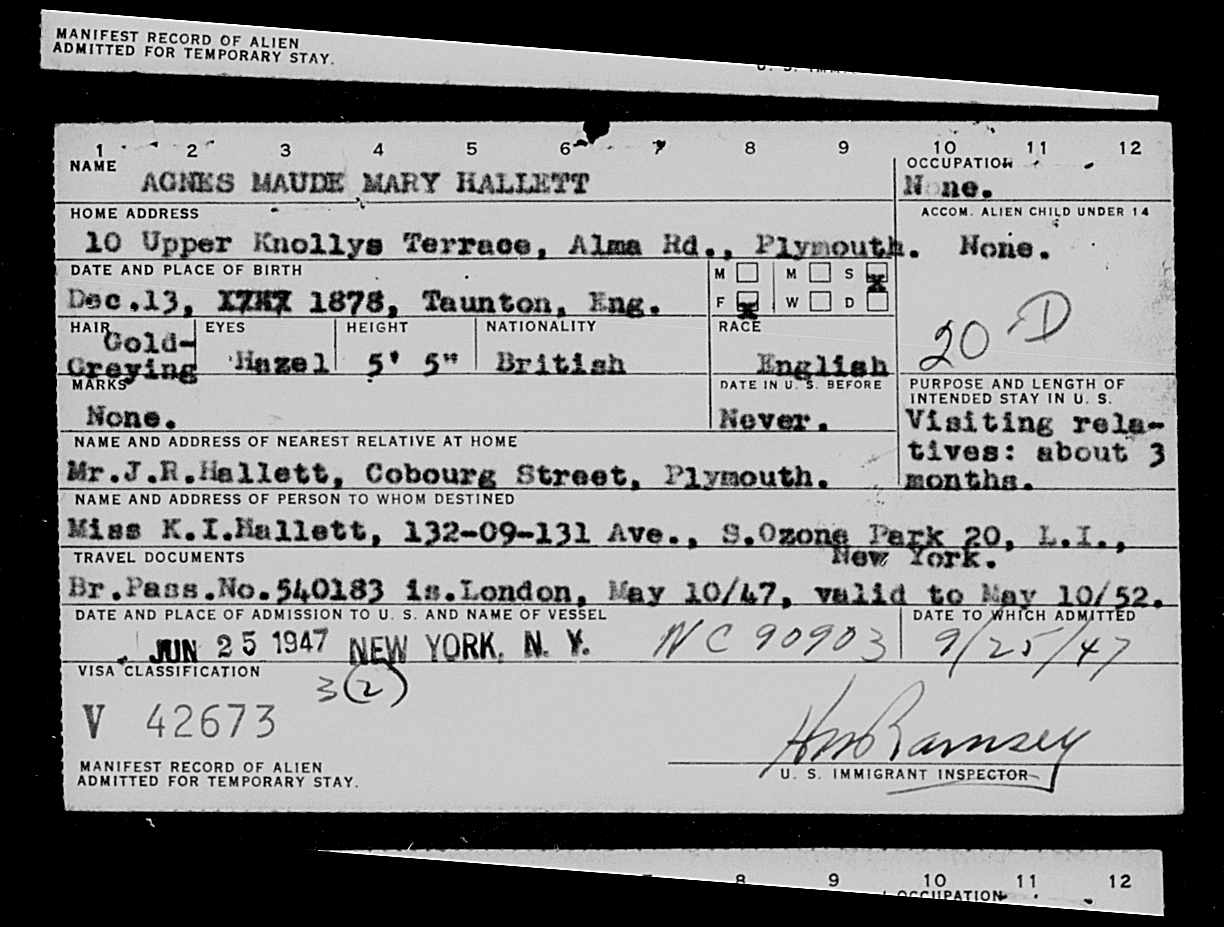 MANIFEST RECORD OF ALIEN
ADMITTED FOR TEMPORARY STAY.
1 2 3 4 5 6 7 8 9 10 11 12
NAME
AGNES MAUDE MARY HALLETT
OCCUPATION
None.
HOME ADDRESS
10 Upper Knollys Terrace, Alma Rd., Plymouth.
ACCOM. ALIEN CHILD UNDER 14
None.
DATE AND PLACE OF BIRTH
Dec.13, 1878, Taunton, Eng.
M M S X
F X W D
20 D
HAIR
Gold-
Greying
EYES
Hazel
HEIGHT
5' 5"
NATIONALITY
British
RACE
English
MARKS
None.
DATE IN U. S. BEFORE
Never.
PURPOSE AND LENGTH OF
INTENDED STAY IN U. S.
Visiting rela-
tives: about 3
months.
NAME AND ADDRESS OF NEAREST RELATIVE AT HOME
Mr.J.R.Hallett, Cobourg Street, Plymouth.
NAME AND ADDRESS OF PERSON TO WHOM DESTINED
Miss K.I.Hallett, 132-09-131 Ave., S.Ozone Park 20, L.I.,
New York.
TRAVEL DOCUMENTS
Br.Pass.No.540183 is.London, May 10/47, valid to May 10/52.
DATE AND PLACE OF ADMISSION TO U. S. AND NAME OF VESSEL
JUN 25 1947 NEW YORK, N. Y. NC 90903
DATE TO WHICH ADMITTED
9/25/47
VISA CLASSIFICATION
3(2)
V 42673
Ramsey
U. S. IMMIGRANT INSPECTOR
MANIFEST RECORD OF ALIEN
ADMITTED FOR TEMPORARY STAY.
8 9 10 11 12
OCCUPATION